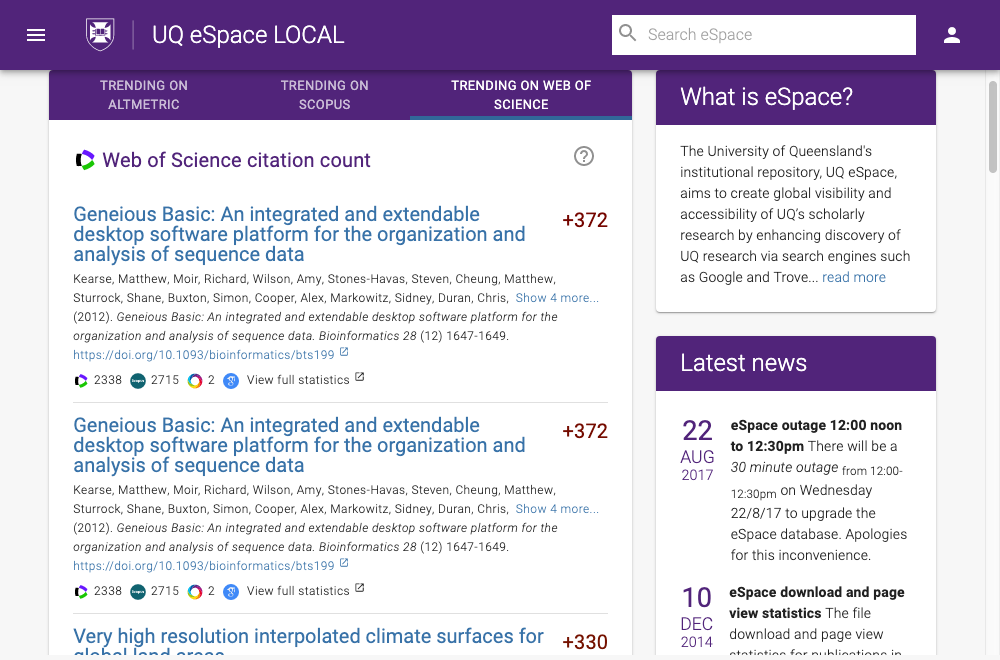 UQ eSpace LOCAL
Search eSpace
TRENDING ON
ALTMETRIC
TRENDING ON
SCOPUS
TRENDING ON WEB OF
SCIENCE
Web of Science citation count
Geneious Basic: An integrated and extendable
desktop software platform for the organization and
analysis of sequence data
+372
Kearse, Matthew, Moir, Richard, Wilson, Amy, Stones-Havas, Steven, Cheung, Matthew,
Sturrock, Shane, Buxton, Simon, Cooper, Alex, Markowitz, Sidney, Duran, Chris, Show 4 more...
(2012). Geneious Basic: An integrated and extendable desktop software platform for the
organization and analysis of sequence data. Bioinformatics 28 (12) 1647-1649.
https://doi.org/10.1093/bioinformatics/bts199
2338 2715 2 View full statistics
Geneious Basic: An integrated and extendable
desktop software platform for the organization and
analysis of sequence data
+372
Kearse, Matthew, Moir, Richard, Wilson, Amy, Stones-Havas, Steven, Cheung, Matthew,
Sturrock, Shane, Buxton, Simon, Cooper, Alex, Markowitz, Sidney, Duran, Chris, Show 4 more...
(2012). Geneious Basic: An integrated and extendable desktop software platform for the
organization and analysis of sequence data. Bioinformatics 28 (12) 1647-1649.
https://doi.org/10.1093/bioinformatics/bts199
2338 2715 2 View full statistics
Very high resolution interpolated climate surfaces for
global land areas
+330
What is eSpace?
The University of Queensland's
institutional repository, UQ eSpace,
aims to create global visibility and
accessibility of UQ's scholarly
research by enhancing discovery of
UQ research via search engines such
as Google and Trove... read more
Latest news
22
AUG
2017
eSpace outage 12:00 noon
to 12:30pm There will be a
30 minute outage from 12:00-
12:30pm on Wednesday
22/8/17 to upgrade the
eSpace database. Apologies
for this inconvenience.
10
DEC
2014
eSpace download and page
view statistics The file
download and page view
statistics for publications in